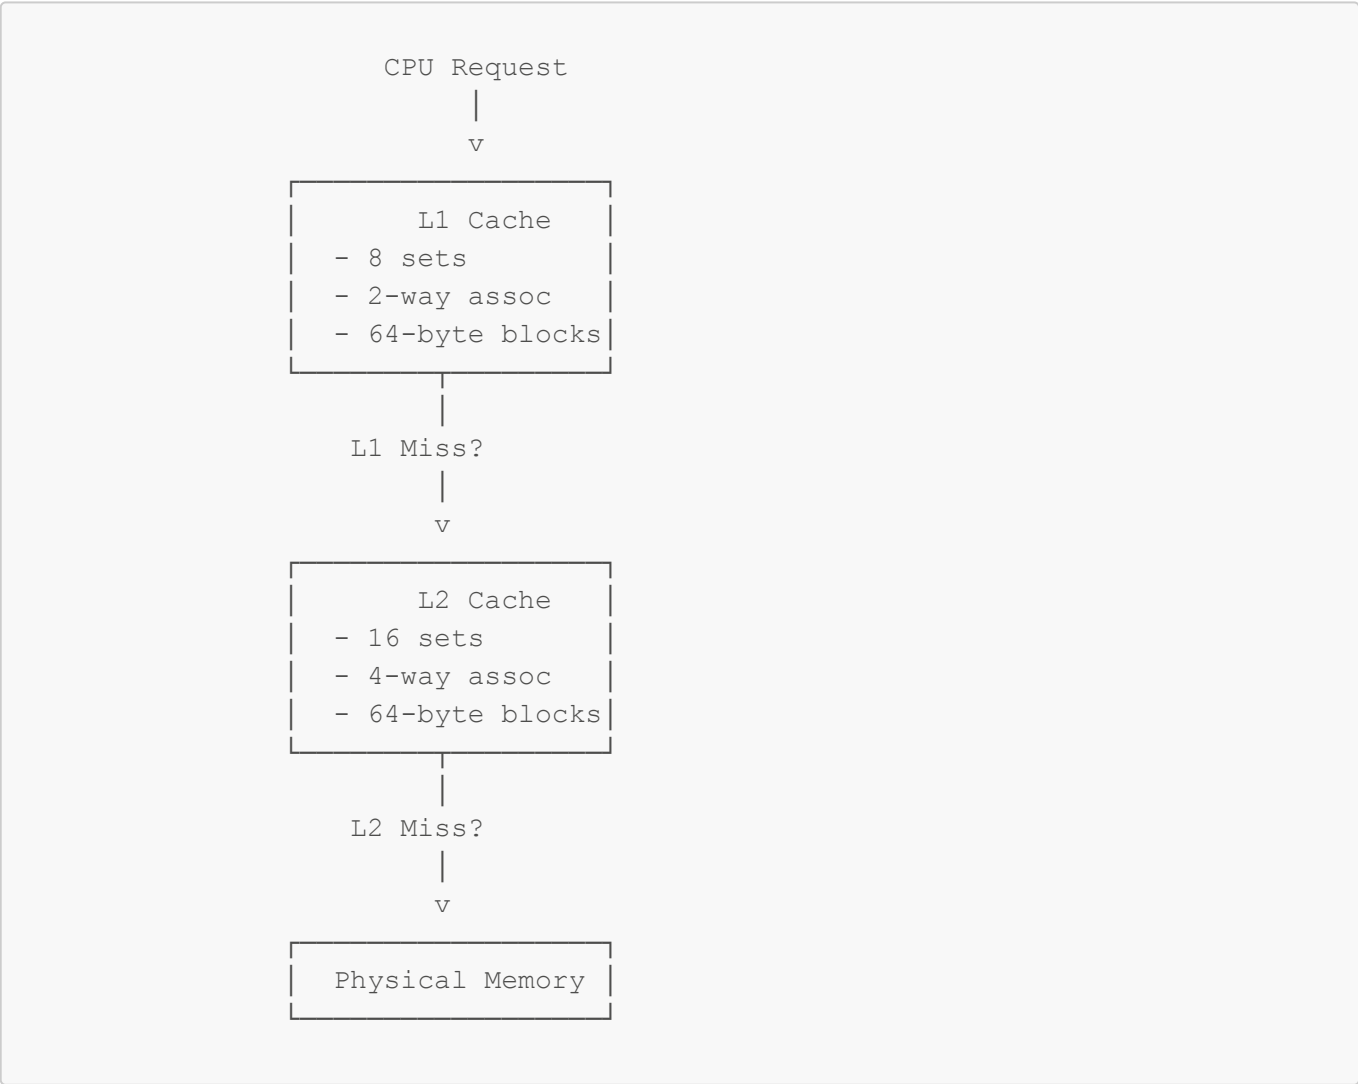 CPU Request
v
L1 Cache
- 8 sets
- 2-way assoc
- 64-byte blocks
L1 Miss?
v
L2 Cache
- 16 sets
- 4-way assoc
- 64-byte blocks
L2 Miss?
v
Physical Memory